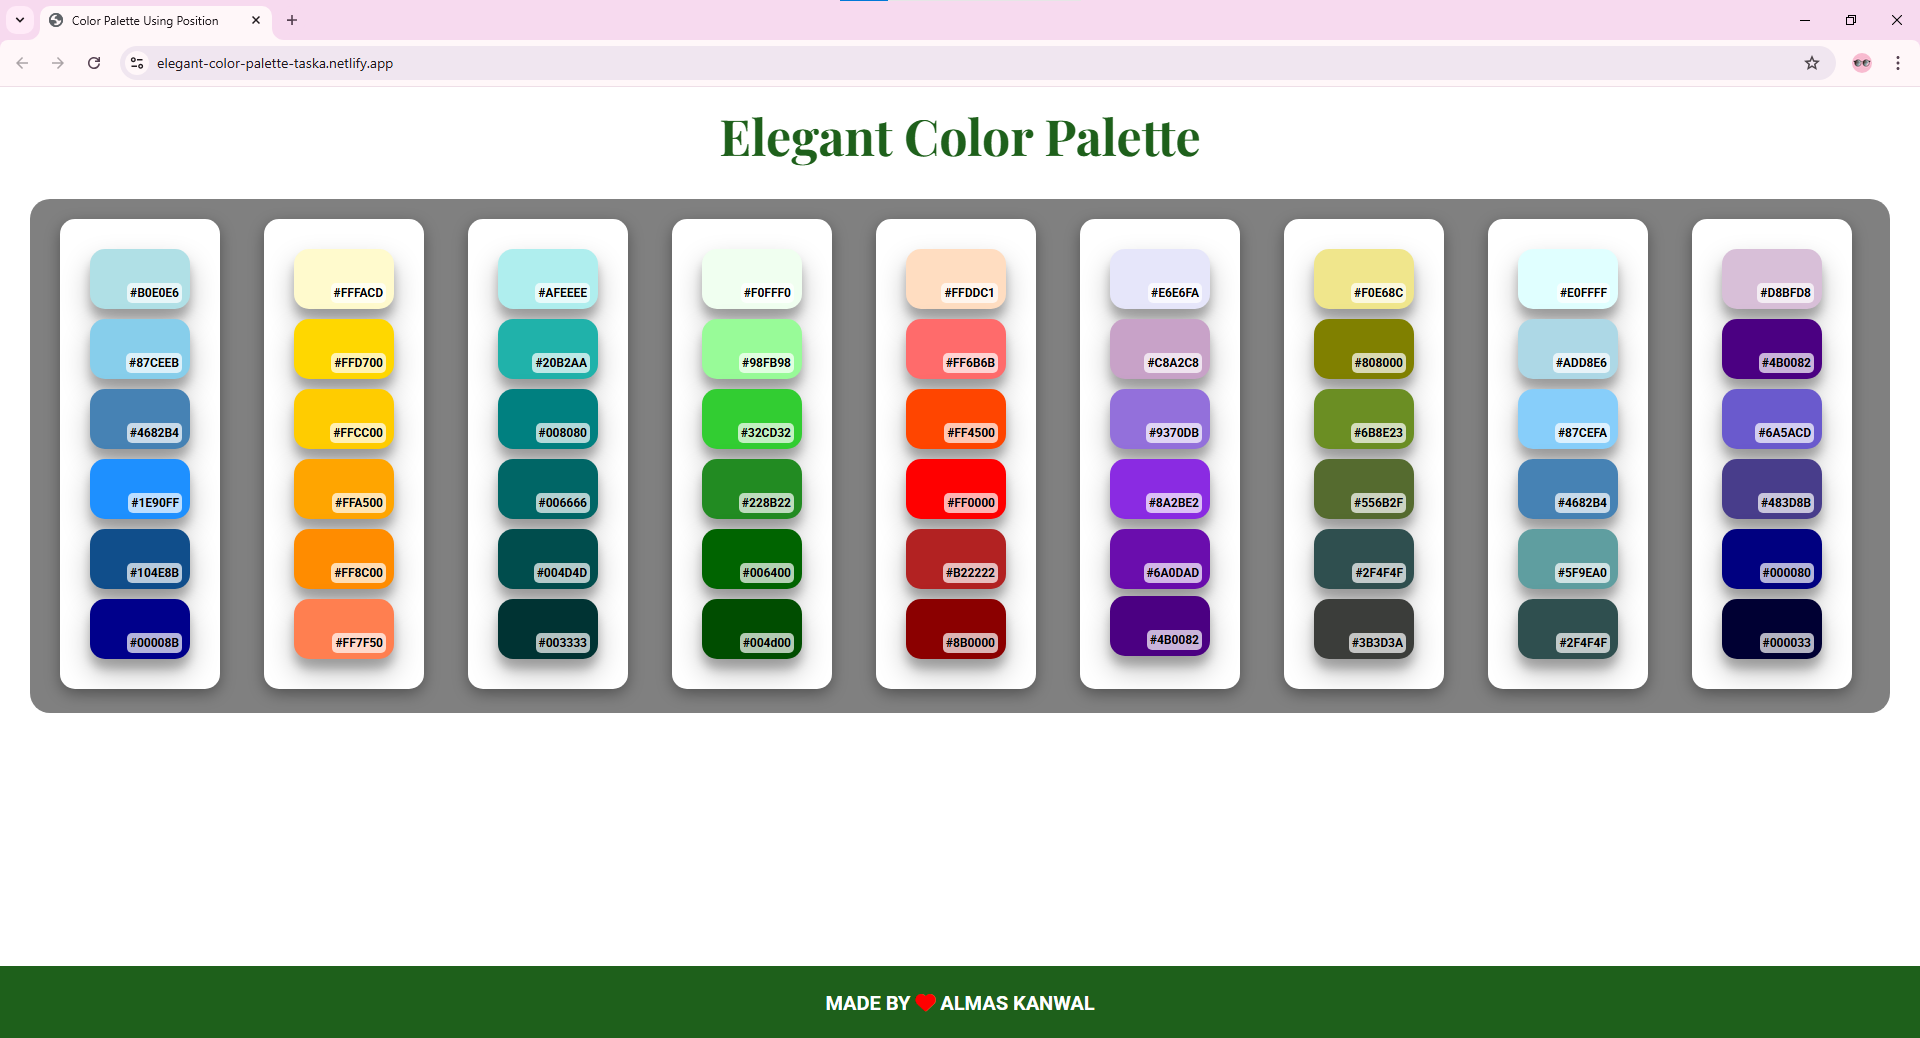 Color Palette Using Position
elegant-color-palette-taska.netlify.app
Elegant Color Palette
#B0E0E6
#87CEEB
#4682B4
#1E90FF
#104E8B
#00008B
#FFFACD
#FFD700
#FFCC00
#FFA500
#FF8C00
#FF7F50
#AFEEEE
#20B2AA
#008080
#006666
#004D4D
#003333
#F0FFF0
#98FB98
#32CD32
#228B22
#006400
#004d00
#FFDDC1
#FF6B6B
#FF4500
#FF0000
#B22222
#8B0000
#E6E6FA
#C8A2C8
#9370DB
#8A2BE2
#6A0DAD
#4B0082
#F0E68C
#808000
#6B8E23
#556B2F
#2F4F4F
#3B3D3A
#E0FFFF
#ADD8E6
#87CEFA
#4682B4
#5F9EA0
#2F4F4F
#D8BFD8
#4B0082
#6A5ACD
#483D8B
#000080
#000033
MADE BY ❤️ ALMAS KANWAL